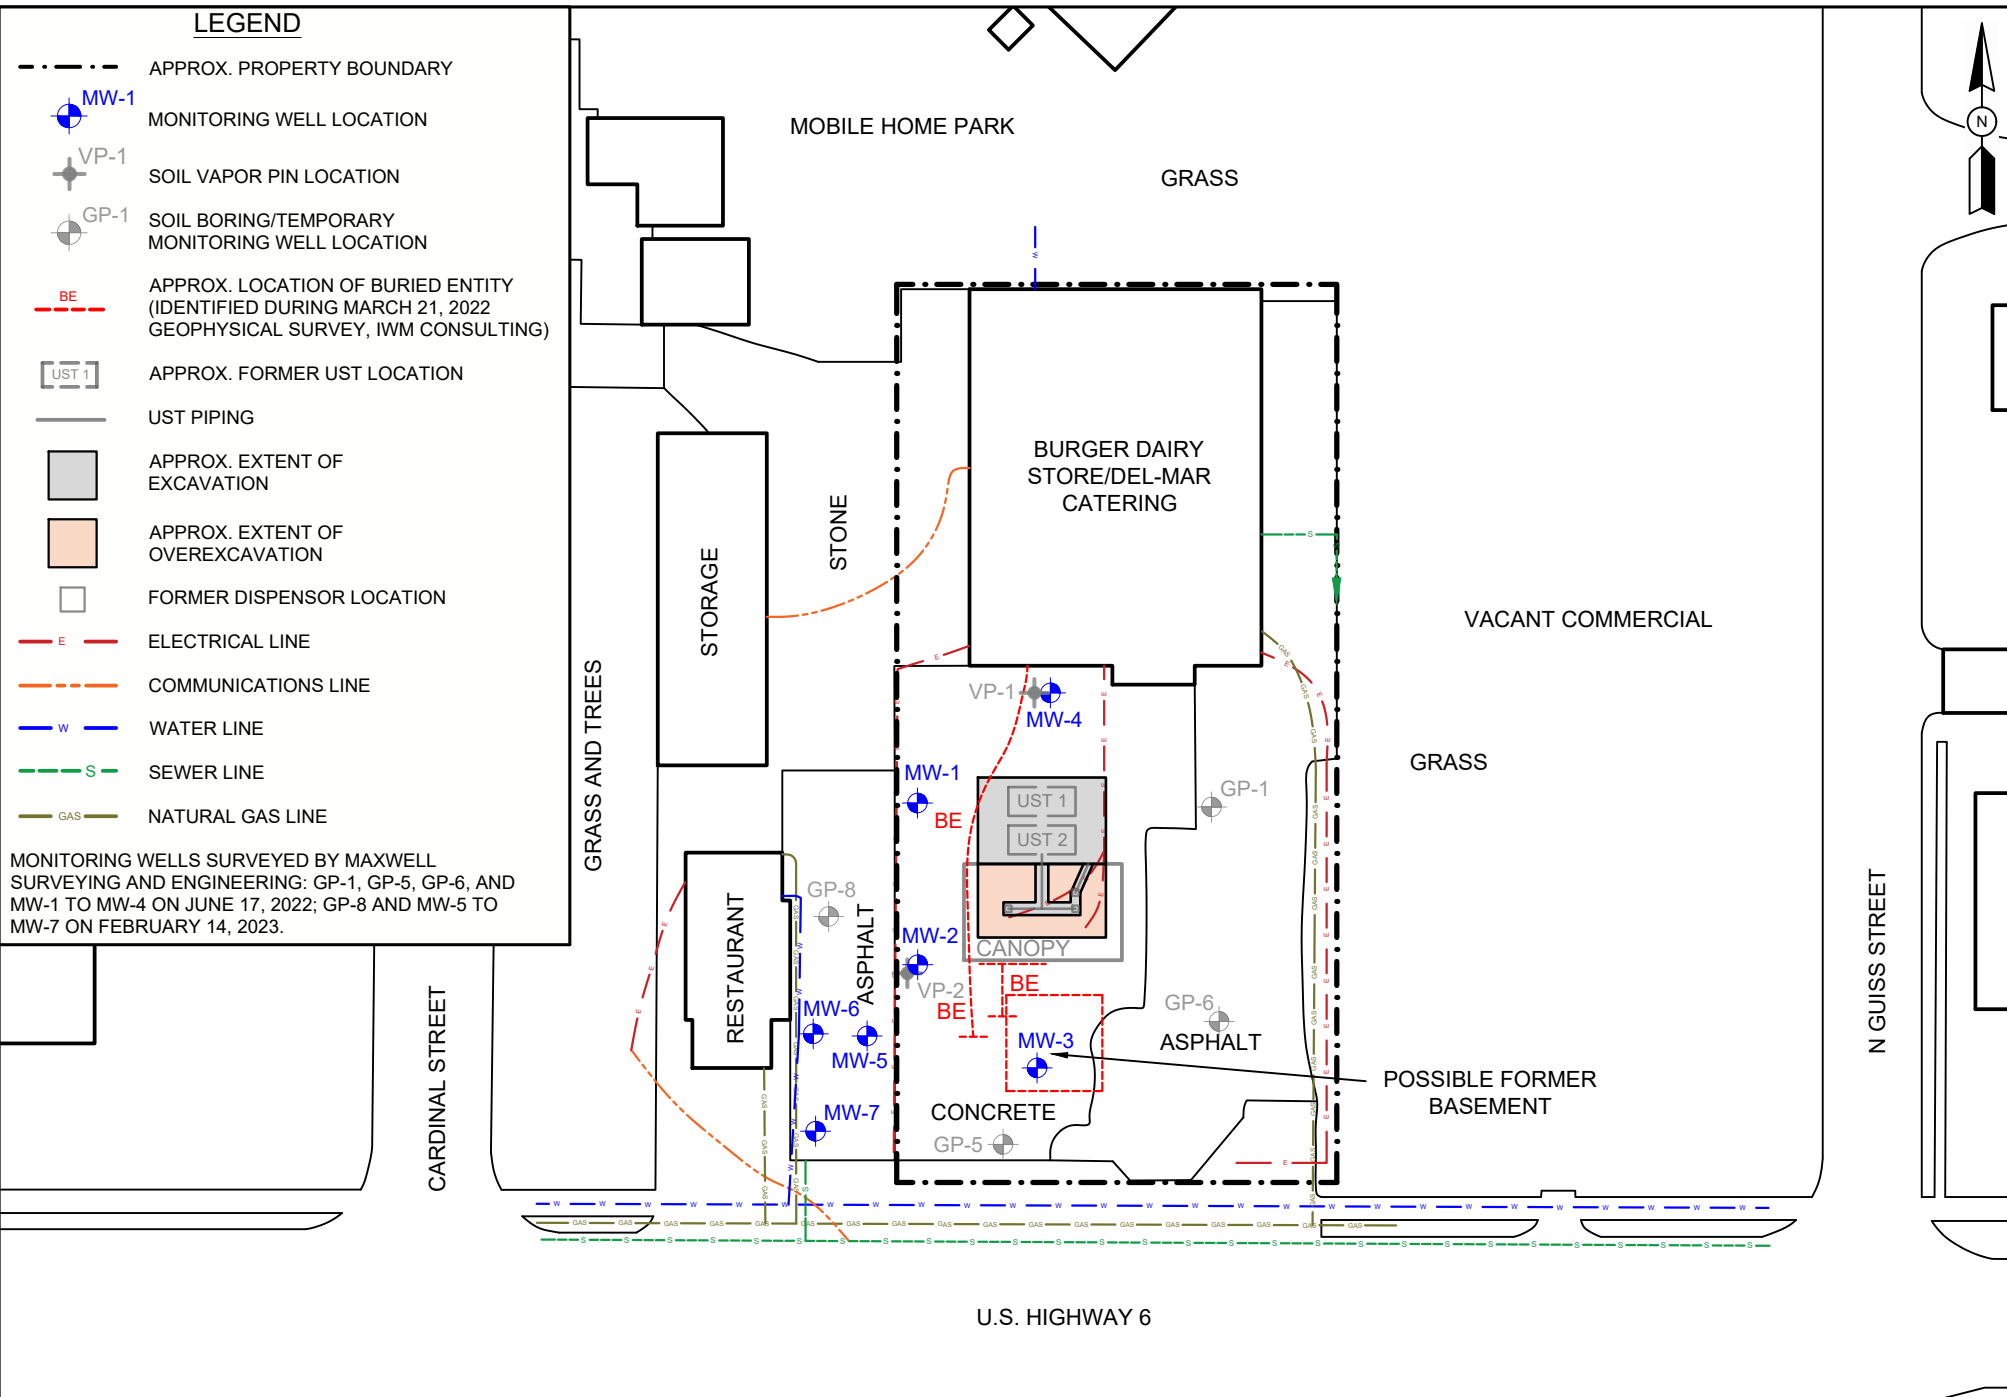 LEGEND
APPROX. PROPERTY BOUNDARY
MW-1
MONITORING WELL LOCATION
VP-1
SOIL VAPOR PIN LOCATION
GP-1
SOIL BORING/TEMPORARY
MONITORING WELL LOCATION
BE
APPROX. LOCATION OF BURIED ENTITY
(IDENTIFIED DURING MARCH 21, 2022
GEOPHYSICAL SURVEY, IWM CONSULTING)
UST 1
APPROX. FORMER UST LOCATION
UST PIPING
APPROX. EXTENT OF
EXCAVATION
APPROX. EXTENT OF
OVEREXCAVATION
FORMER DISPENSOR LOCATION
E
ELECTRICAL LINE
COMMUNICATIONS LINE
W
WATER LINE
S
SEWER LINE
GAS
NATURAL GAS LINE
MONITORING WELLS SURVEYED BY MAXWELL
SURVEYING AND ENGINEERING: GP-1, GP-5, GP-6, AND
MW-1 TO MW-4 ON JUNE 17, 2022; GP-8 AND MW-5 TO
MW-7 ON FEBRUARY 14, 2023.
MOBILE HOME PARK
GRASS
N
BURGER DAIRY
STORE/DEL-MAR
CATERING
STONE
STORAGE
VACANT COMMERCIAL
GRASS AND TREES
VP-1
MW-4
GRASS
MW-1
BE
UST 1
UST 2
GP-1
GP-8
RESTAURANT
ASPHALT
MW-2
CANOPY
VP-2
BE
BE
MW-6
MW-5
MW-3
GP-6
ASPHALT
POSSIBLE FORMER
BASEMENT
MW-7
CONCRETE
GP-5
CARDINAL STREET
N GUISS STREET
U.S. HIGHWAY 6